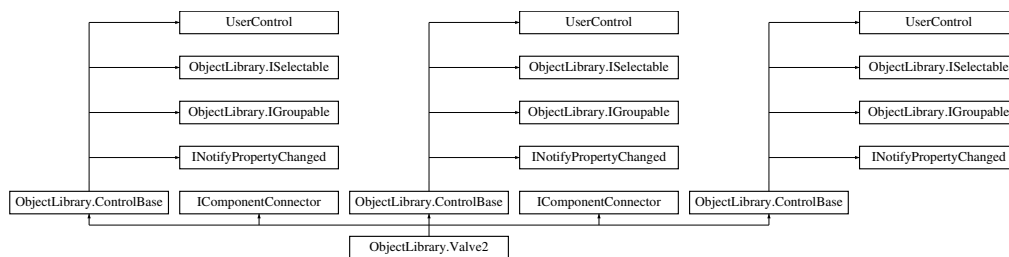 UserControl UserControl UserControl
ObjectLibrary.ISelectable ObjectLibrary.ISelectable ObjectLibrary.ISelectable
ObjectLibrary.IGroupable ObjectLibrary.IGroupable ObjectLibrary.IGroupable
INotifyPropertyChanged INotifyPropertyChanged INotifyPropertyChanged
ObjectLibrary.ControlBase IComponentConnector ObjectLibrary.ControlBase IComponentConnector ObjectLibrary.ControlBase
ObjectLibrary.Valve2